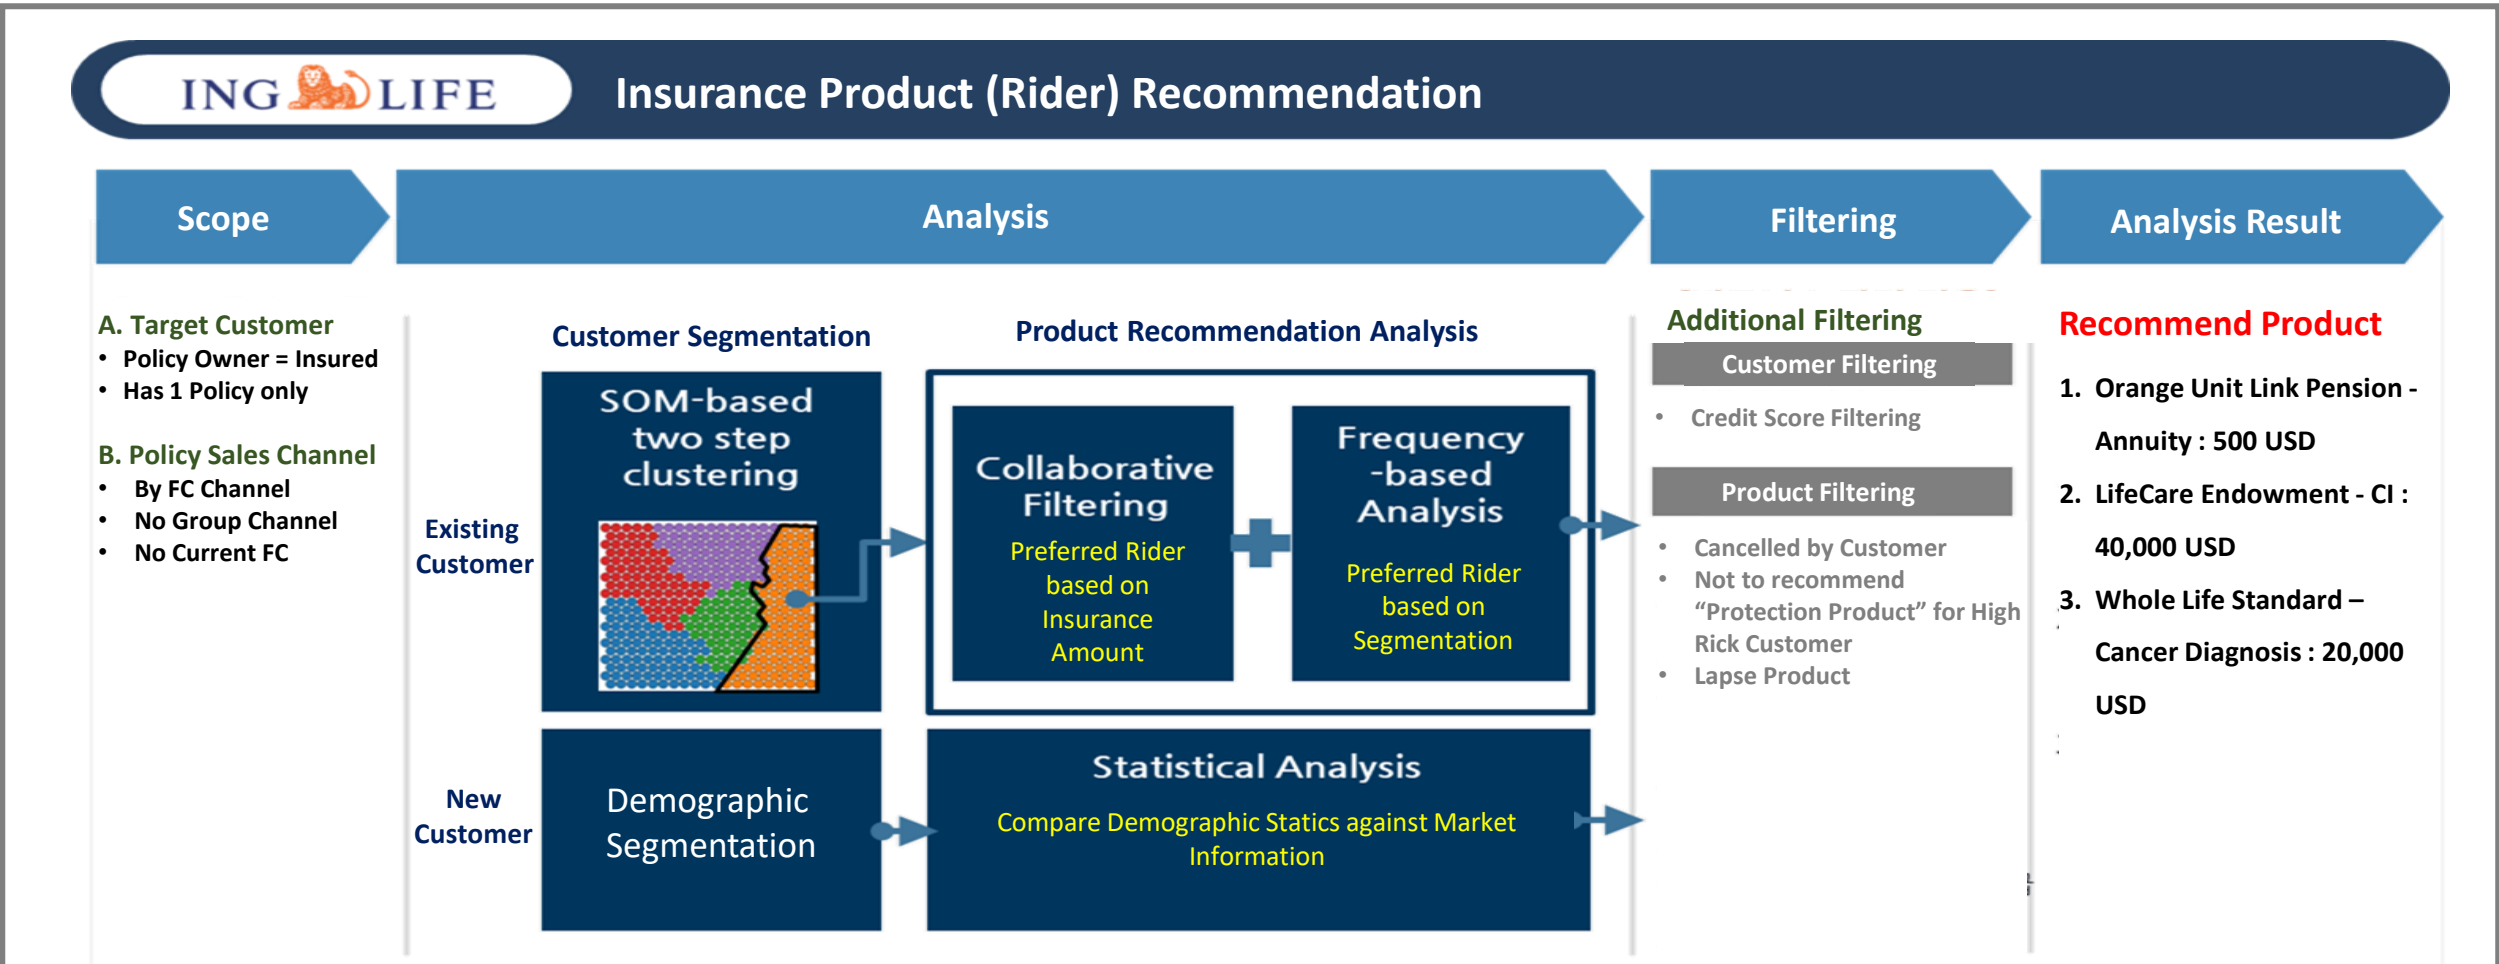 ING LIFE
Insurance Product (Rider) Recommendation
Scope
Analysis
Filtering
Analysis Result
A. Target Customer
• Policy Owner = Insured
• Has 1 Policy only
B. Policy Sales Channel
• By FC Channel
• No Group Channel
• No Current FC
Customer Segmentation
Product Recommendation Analysis
Existing
Customer
SOM-based
two step
clustering
Collaborative
Filtering
Preferred Rider
based on
Insurance
Amount
Frequency
-based
Analysis
Preferred Rider
based on
Segmentation
New
Customer
Demographic
Segmentation
Statistical Analysis
Compare Demographic Statics against Market
Information
Additional Filtering
Customer Filtering
• Credit Score Filtering
Product Filtering
• Cancelled by Customer
• Not to recommend
“Protection Product” for High
Rick Customer
• Lapse Product
Recommend Product
1. Orange Unit Link Pension -
Annuity : 500 USD
2. LifeCare Endowment - CI :
40,000 USD
3. Whole Life Standard –
Cancer Diagnosis : 20,000
USD